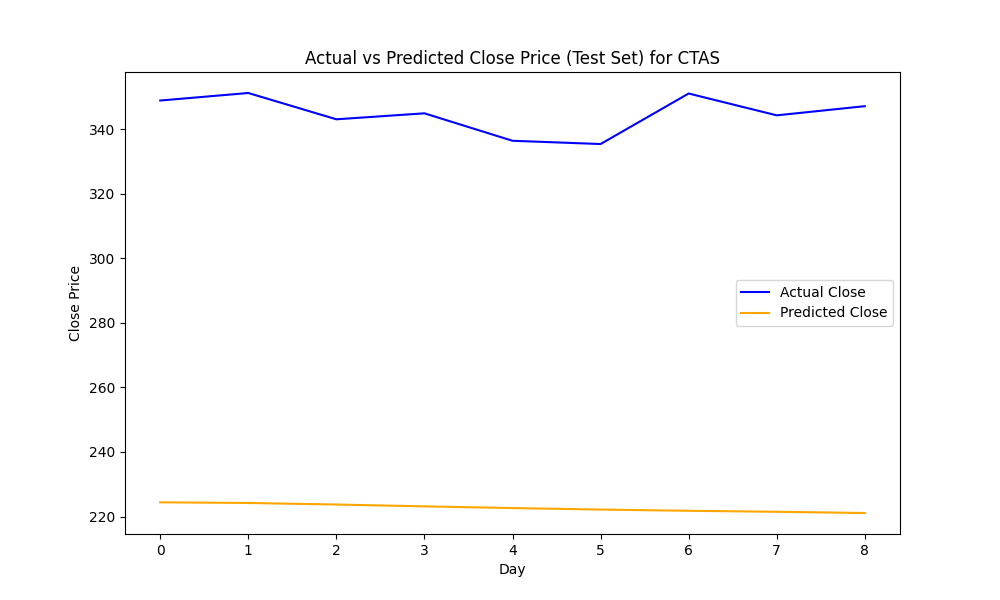 Actual vs Predicted Close Price (Test Set) for CTAS
Close Price
340
320
300
280
260
240
220
Actual Close
Predicted Close
0 1 2 3 4 5 6 7 8
Day